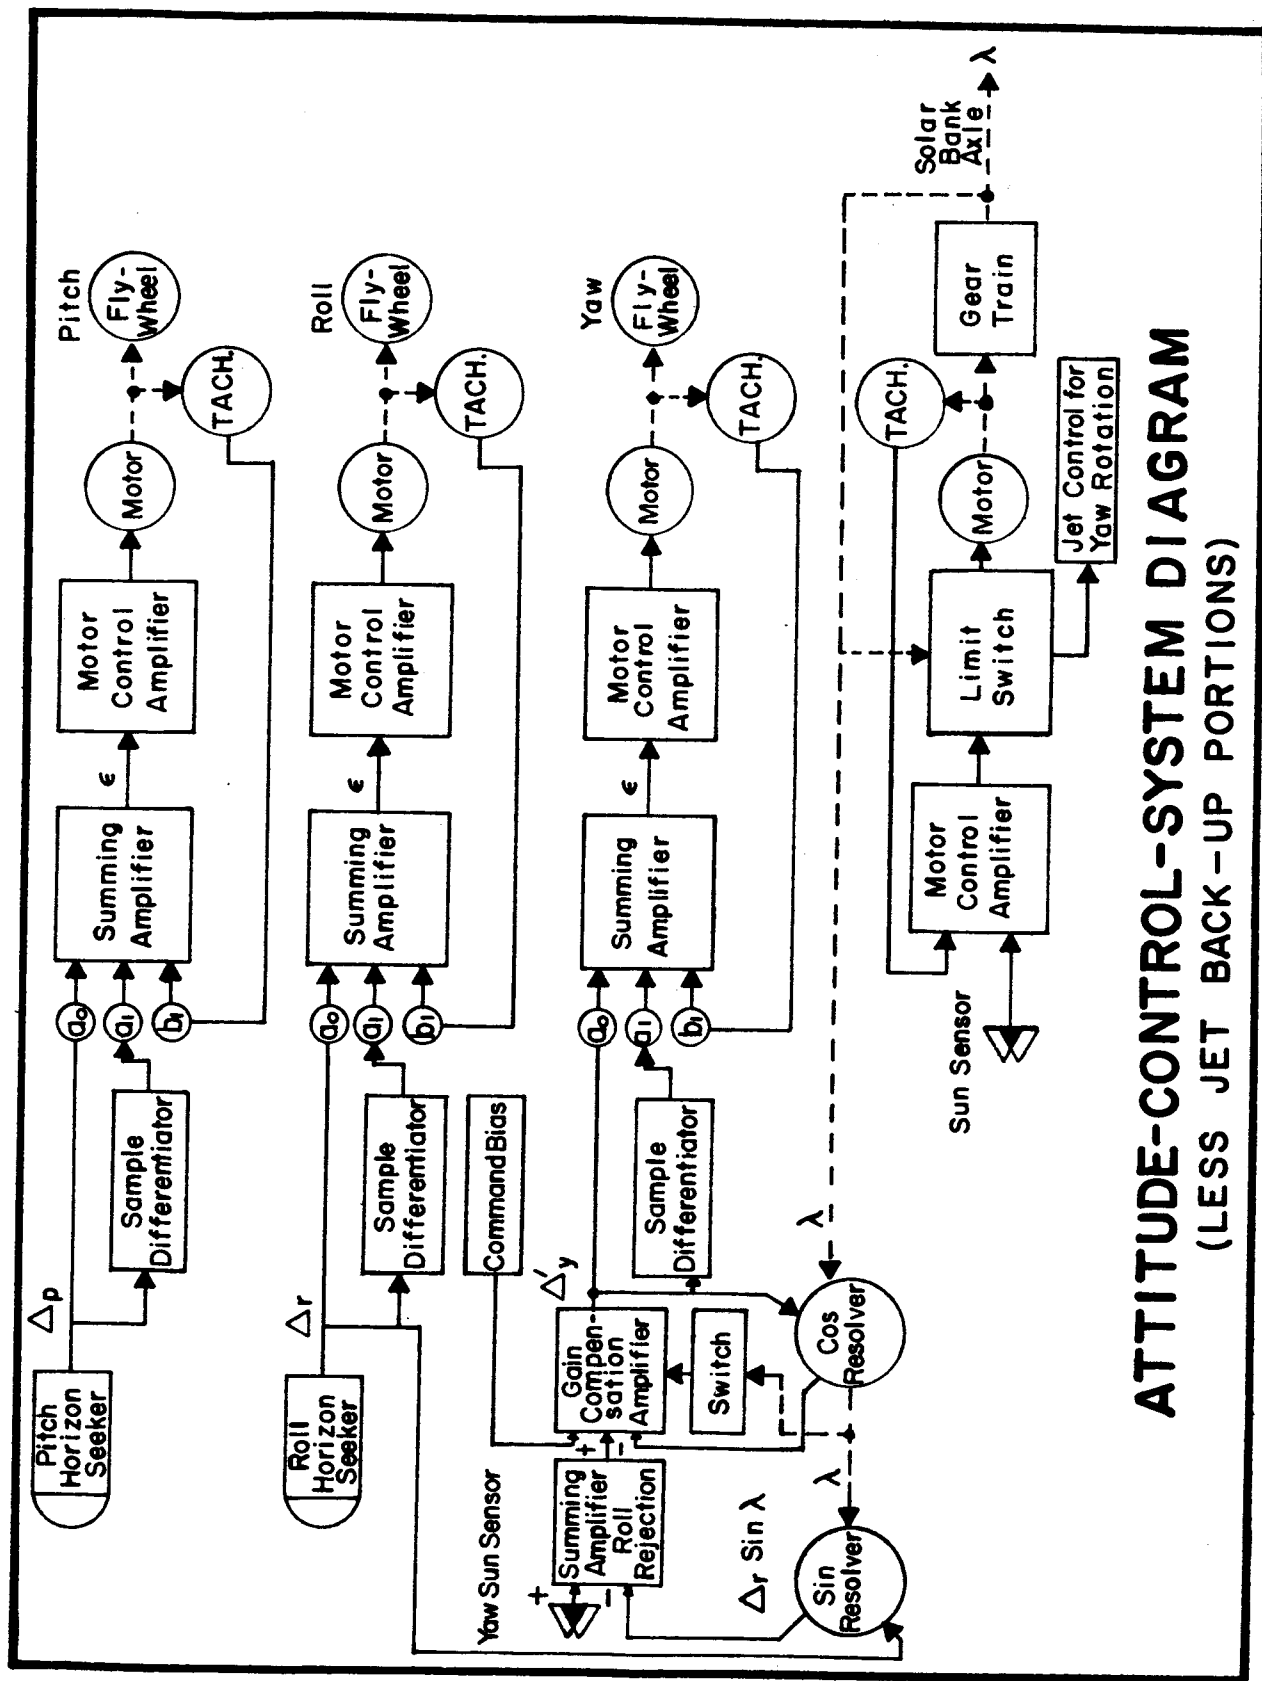 Pitch
Horizon
Seeker
△p
Sample
Differentiator
a₀
a₁
b₁
Summing
Amplifier
ϵ
Motor
Control
Amplifier
Motor
TACH.
Pitch
Fly-
Wheel
Roll
Horizon
Seeker
△r
Sample
Differentiator
a₀
a₁
b₁
Summing
Amplifier
ϵ
Motor
Control
Amplifier
Motor
TACH.
Roll
Fly-
Wheel
Command Bias
Yaw Sun Sensor
+
−
Summing
Amplifier
Roll
Rejection
+
−
Gain
Compen-
sation
Amplifier
△'y
Switch
Sample
Differentiator
a₀
a₁
b₁
Summing
Amplifier
ϵ
Motor
Control
Amplifier
Motor
TACH.
Yaw
Fly-
Wheel
△r Sin λ
Sin
Resolver
λ
Cos
Resolver
λ
Sun Sensor
Motor
Control
Amplifier
Limit
Switch
Motor
TACH.
Gear
Train
Solar
Bank
Axle
λ
Jet Control for
Yaw Rotation
ATTITUDE-CONTROL-SYSTEM DIAGRAM
(LESS JET BACK-UP PORTIONS)